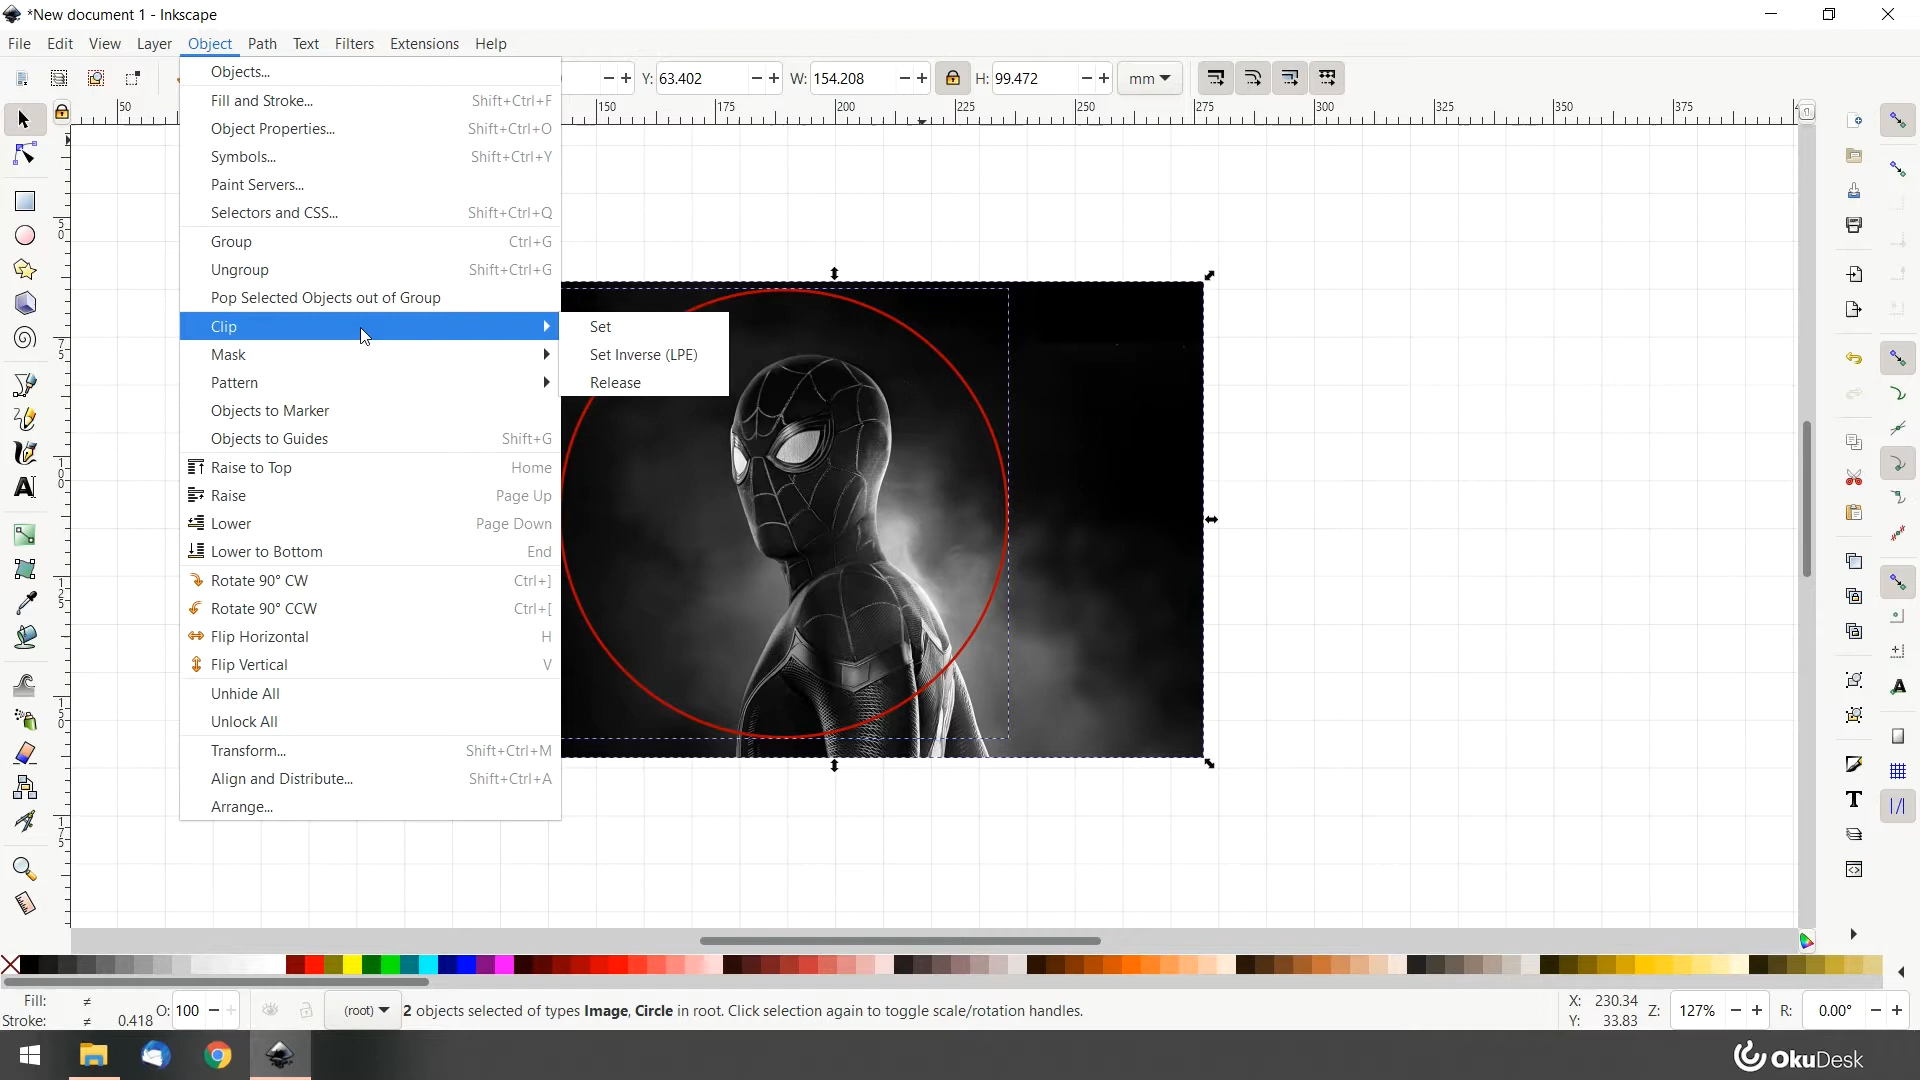 *New document 1 - Inkscape
File Edit View Layer Object Path Text Filters Extensions Help
Y: 63.402 W: 154.208 H: 99.472 mm
50 150 175 200 225 250 275 300 325 350 375
Objects...
Fill and Stroke... Shift+Ctrl+F
Object Properties... Shift+Ctrl+O
Symbols... Shift+Ctrl+Y
Paint Servers...
Selectors and CSS... Shift+Ctrl+Q
Group Ctrl+G
Ungroup Shift+Ctrl+G
Pop Selected Objects out of Group
Clip
Set
Set Inverse (LPE)
Release
Mask
Pattern
Objects to Marker
Objects to Guides Shift+G
Raise to Top Home
Raise Page Up
Lower Page Down
Lower to Bottom End
Rotate 90° CW Ctrl+]
Rotate 90° CCW Ctrl+[
Flip Horizontal H
Flip Vertical V
Unhide All
Unlock All
Transform... Shift+Ctrl+M
Align and Distribute... Shift+Ctrl+A
Arrange...
50
75
100
125
150
175
Fill: ≠ O: 100 (root) 2 objects selected of types Image, Circle in root. Click selection again to toggle scale/rotation handles. X: 230.34 Z: 127% R: 0.00°
Stroke: ≠ 0.418 Y: 33.83
OkuDesk